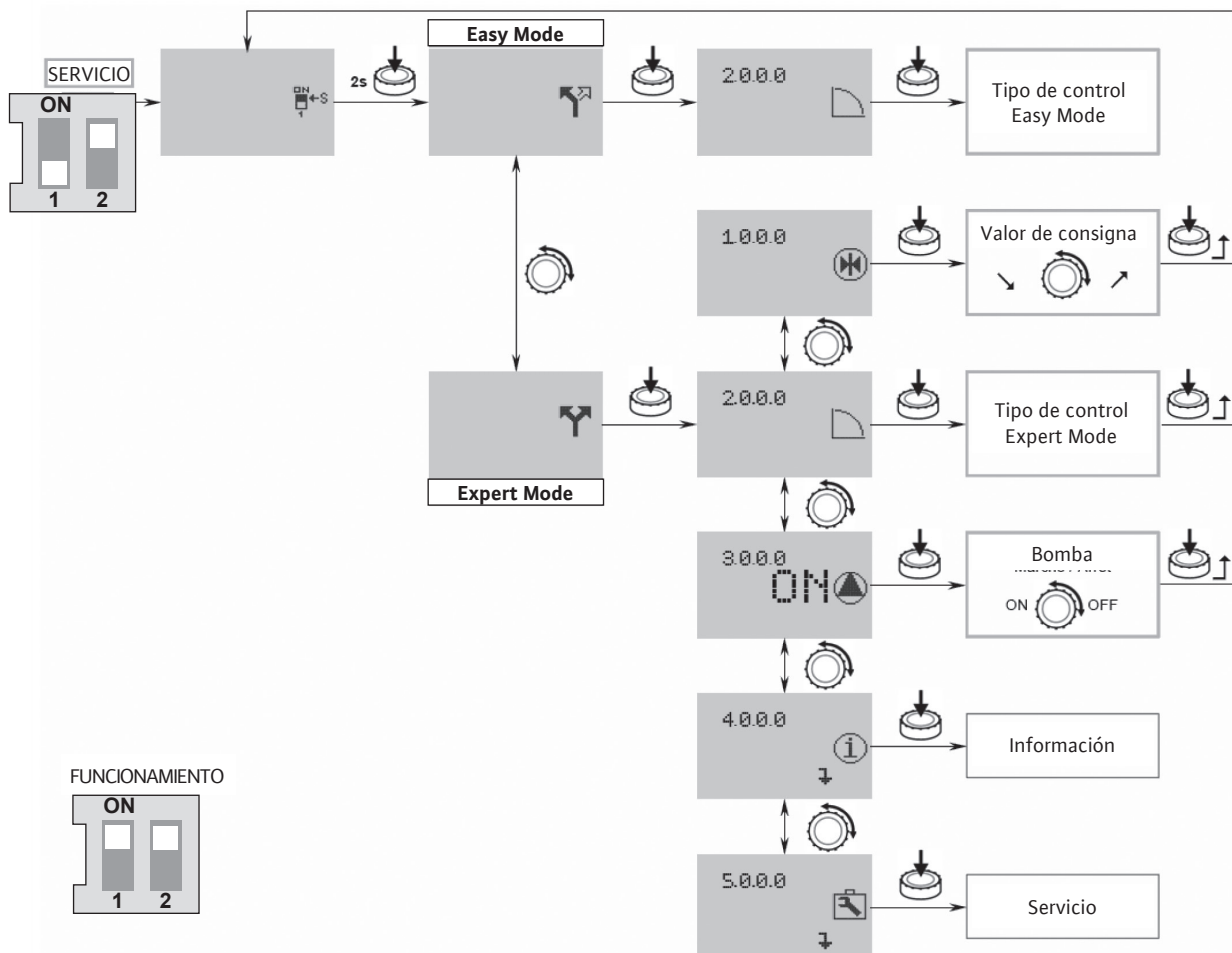 Easy Mode
SERVICIO
ON
1 2
ON
←S
1
2s
2.0.0.0
Tipo de control
Easy Mode
1.0.0.0
Valor de consigna
Expert Mode
2.0.0.0
Tipo de control
Expert Mode
3.0.0.0
ON
Bomba
ON OFF
4.0.0.0
i
Información
FUNCIONAMIENTO
ON
1 2
5.0.0.0
Servicio